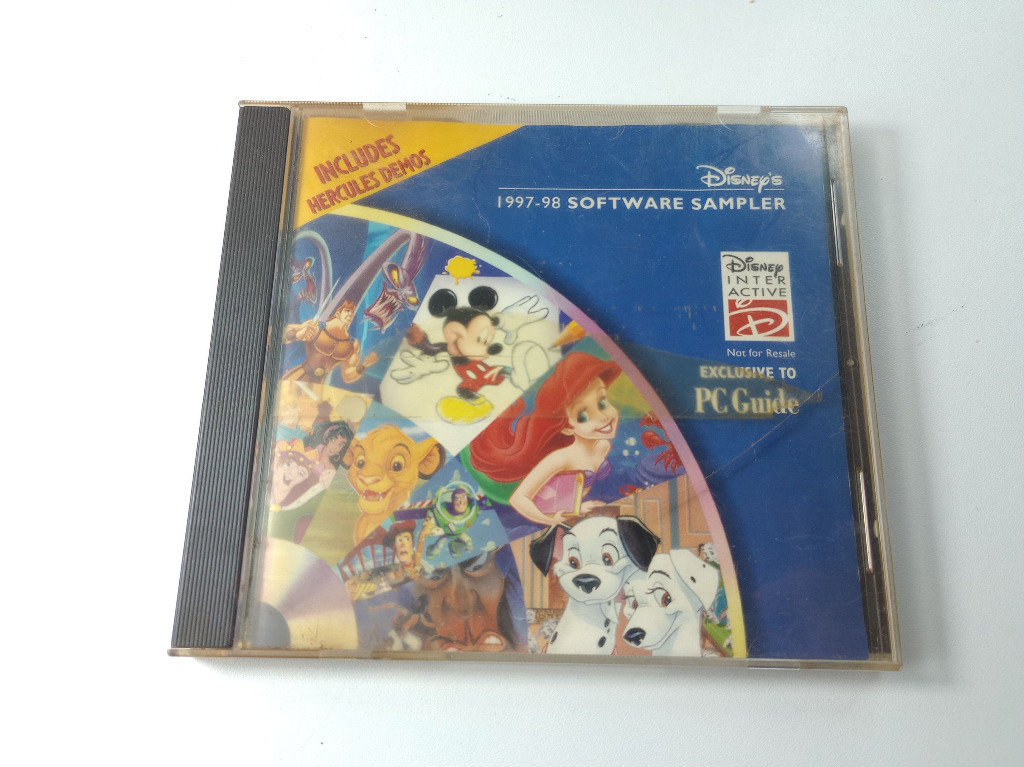 INCLUDES
HERCULES DEMOS
Disney's
1997-98 SOFTWARE SAMPLER
Disney
INTER
ACTIVE
D
Not for Resale
EXCLUSIVE TO
PC Guide